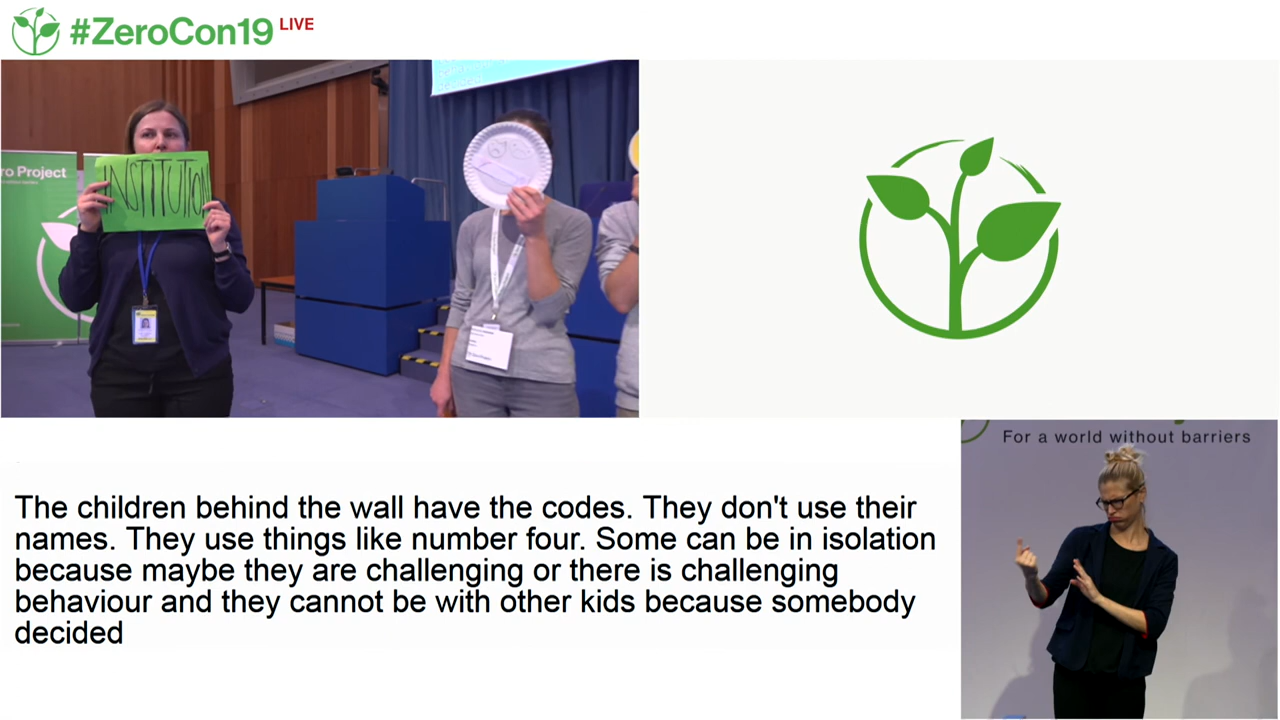 #ZeroCon19 LIVE
ro Project
INSTITUTION
For a world without barriers
The children behind the wall have the codes. They don't use their
names. They use things like number four. Some can be in isolation
because maybe they are challenging or there is challenging
behaviour and they cannot be with other kids because somebody
decided